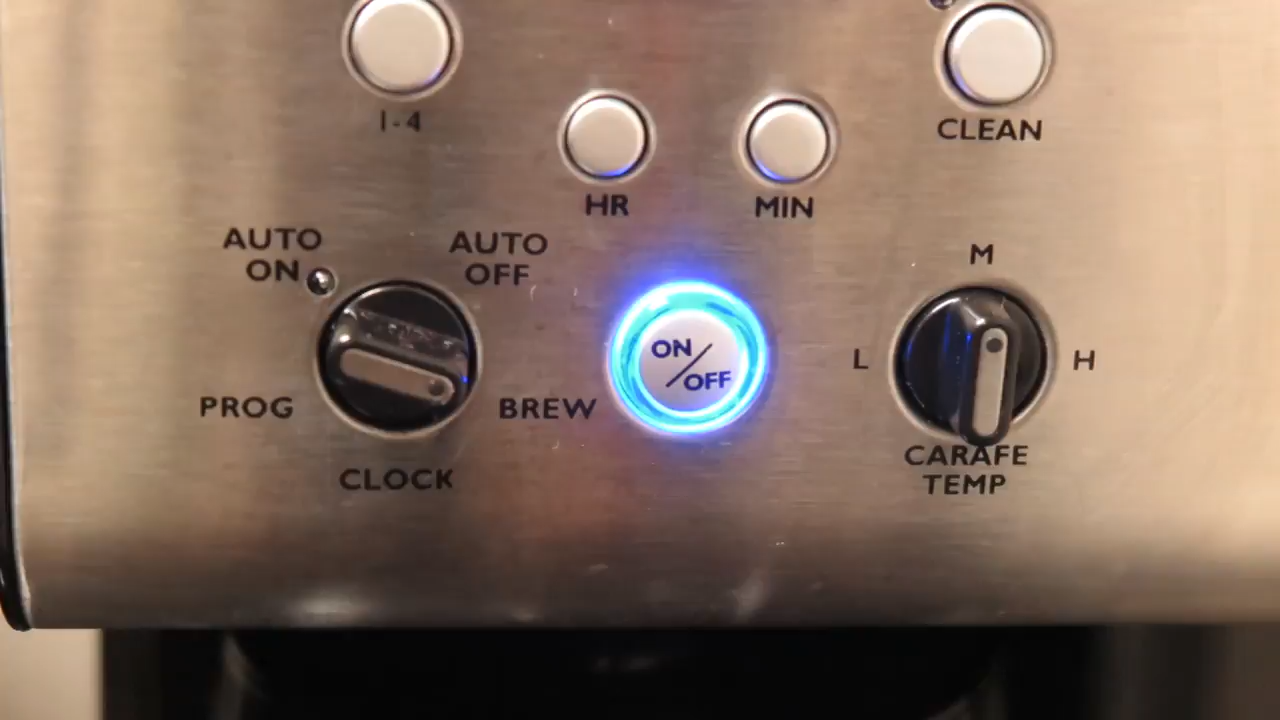 1-4
CLEAN
HR
MIN
AUTO
ON
AUTO
OFF
M
ON/OFF
L
H
PROG
BREW
CLOCK
CARAFE
TEMP